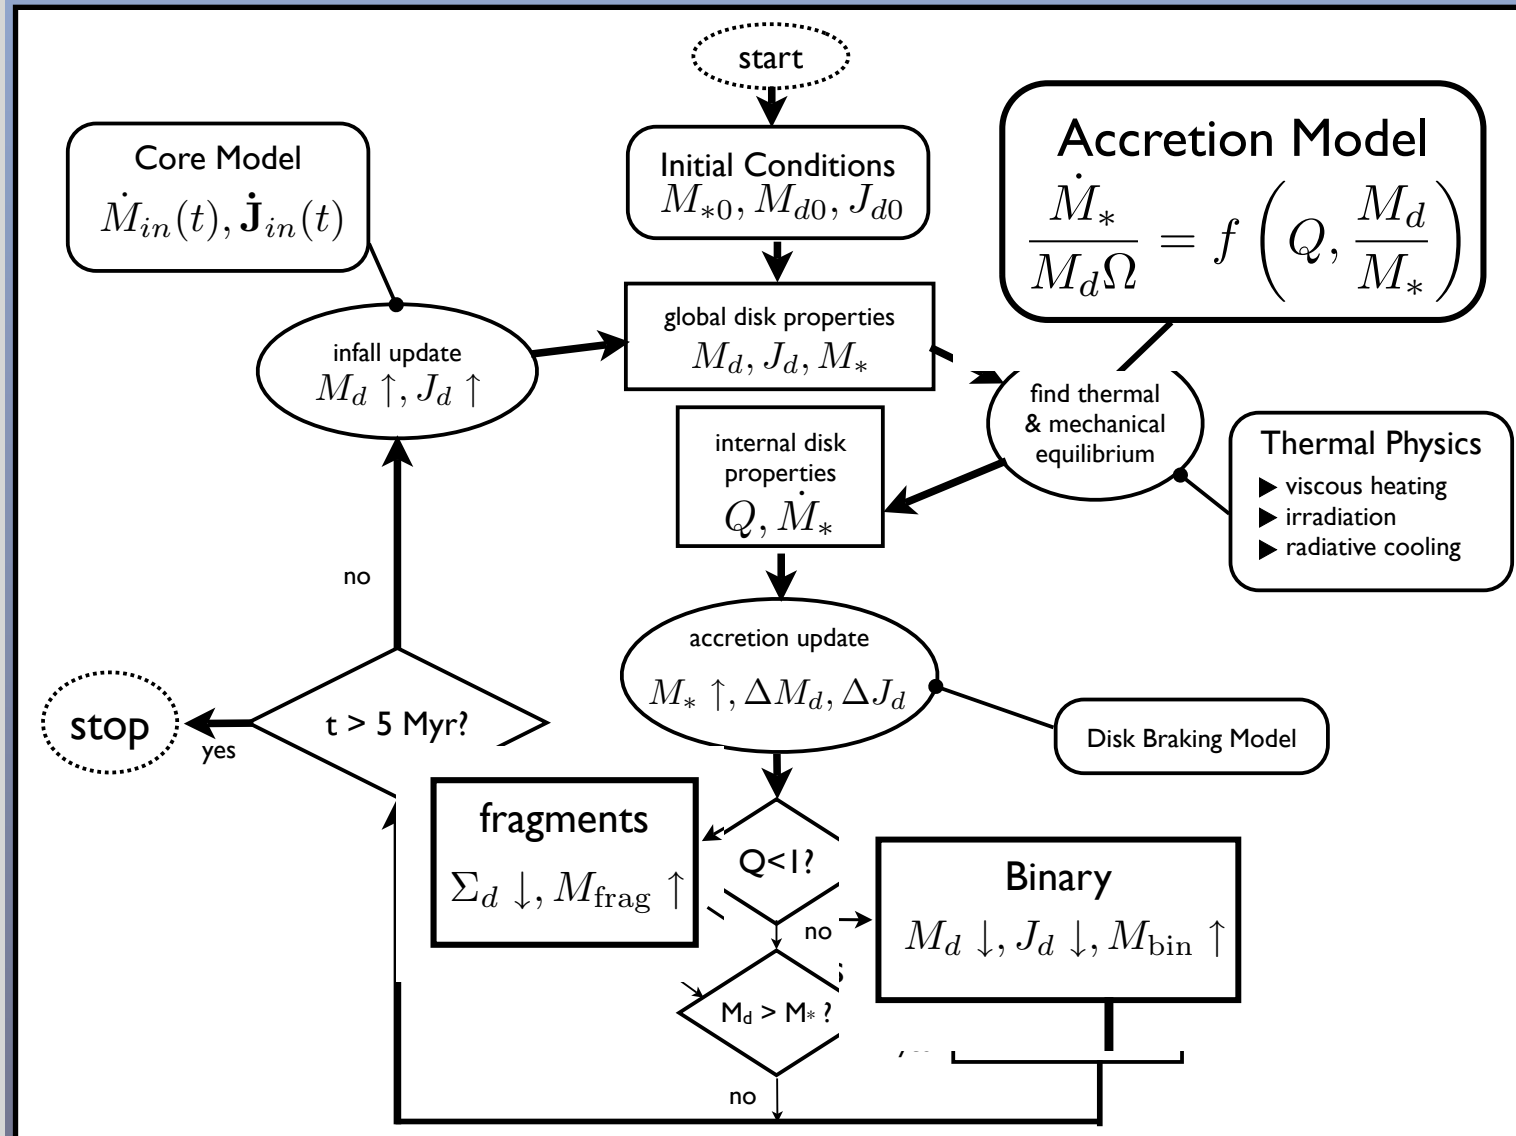 start
Core Model
Ṁ_in(t), J̇_in(t)
Initial Conditions
M_*0, M_d0, J_d0
Accretion Model
Ṁ_* / (M_d Ω) = f (Q, M_d / M_*)
infall update
M_d ↑, J_d ↑
global disk properties
M_d, J_d, M_*
find thermal
& mechanical
equilibrium
internal disk
properties
Q, Ṁ_*
Thermal Physics
▶ viscous heating
▶ irradiation
▶ radiative cooling
no
accretion update
M_* ↑, ΔM_d, ΔJ_d
stop
yes
t > 5 Myr?
Disk Braking Model
fragments
Σ_d ↓, M_frag ↑
Q<1?
no
Binary
M_d ↓, J_d ↓, M_bin ↑
M_d > M_* ?
no